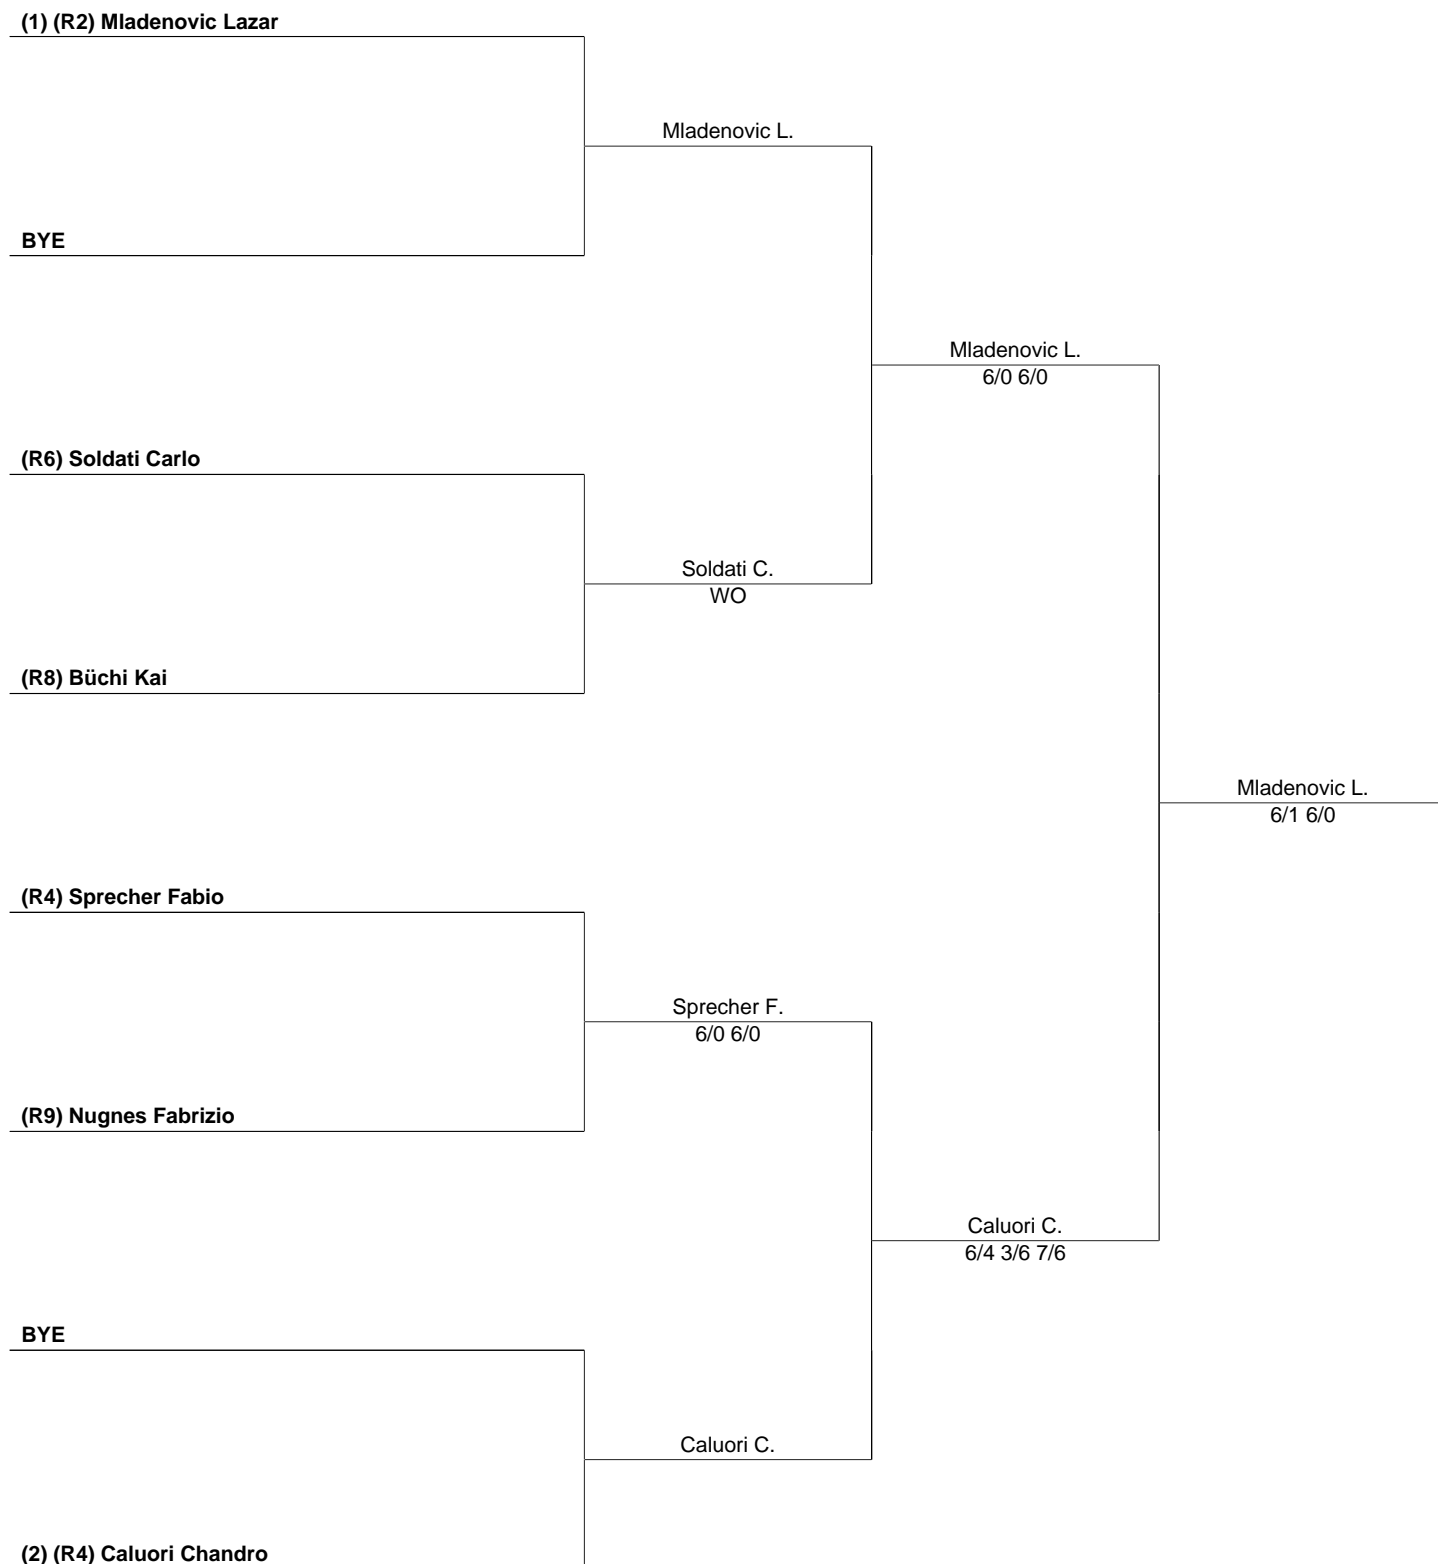 (1) (R2) Mladenovic Lazar
Mladenovic L.
BYE
Mladenovic L.
6/0 6/0
(R6) Soldati Carlo
Soldati C.
WO
(R8) Büchi Kai
Mladenovic L.
6/1 6/0
(R4) Sprecher Fabio
Sprecher F.
6/0 6/0
(R9) Nugnes Fabrizio
Caluori C.
6/4 3/6 7/6
BYE
Caluori C.
(2) (R4) Caluori Chandro